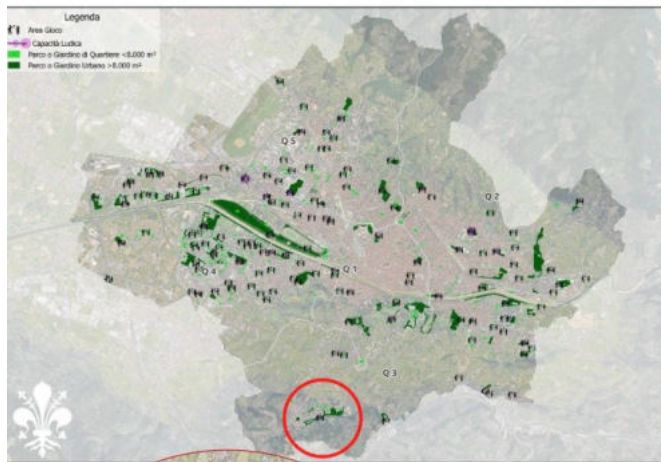 Legenda
Area Gioco
Capacità Ludica
Parco o Giardino di Quartiere <8.000 m²
Parco o Giardino Urbano >8.000 m²
Q 5
Q 2
Q 1
Q 4
Q 3